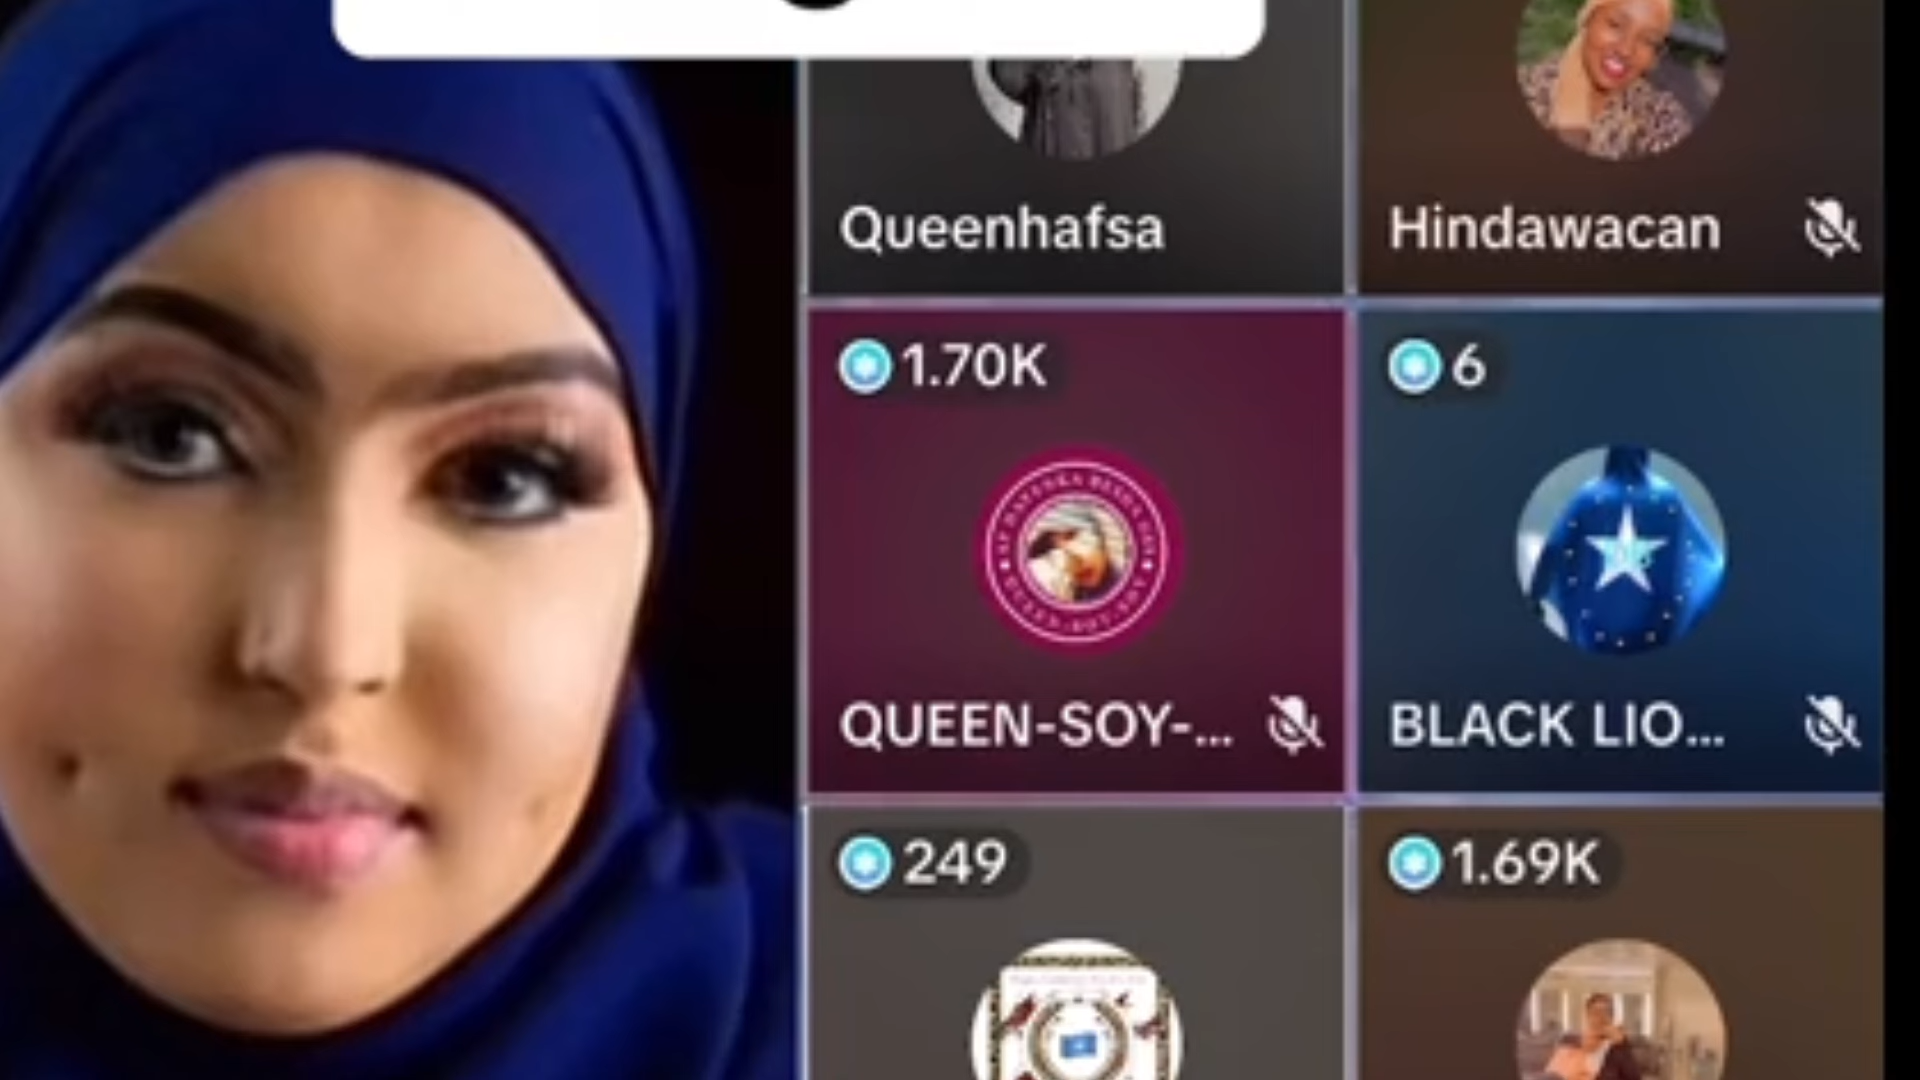 Queenhafsa
Hindawacan
1.70K
6
QUEEN-SOY-...
BLACK LIO...
249
1.69K